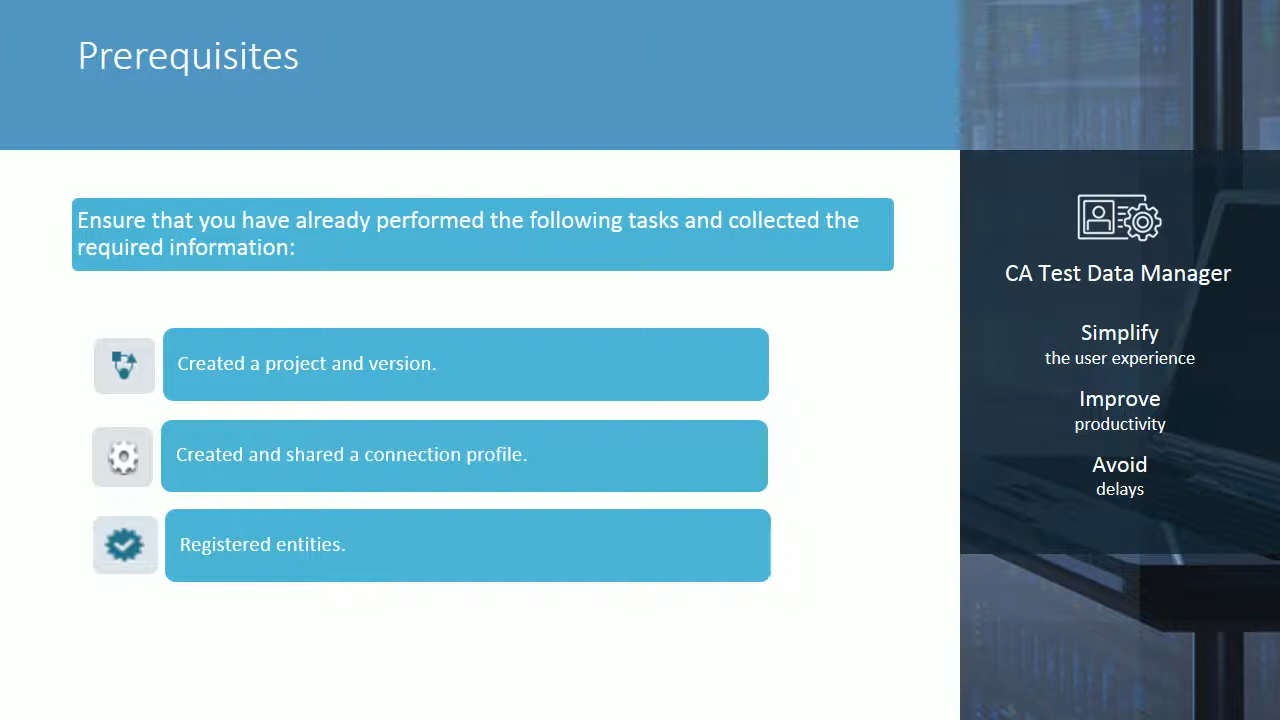 Prerequisites
Ensure that you have already performed the following tasks and collected the
required information:
Created a project and version.
Created and shared a connection profile.
Registered entities.
CA Test Data Manager
Simplify
the user experience
Improve
productivity
Avoid
delays